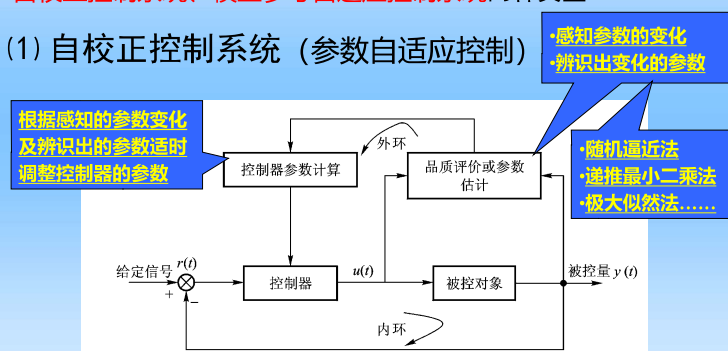 (1) 自校正控制系统（参数自适应控制）
•感知参数的变化
•辨识出变化的参数
根据感知的参数变化
及辨识出的参数适时
调整控制器的参数
外环
控制器参数计算
品质评价或参数
估计
•随机逼近法
•递推最小二乘法
•极大似然法……
给定信号 r(t)
+
−
控制器
u(t)
被控对象
被控量 y (t)
内环